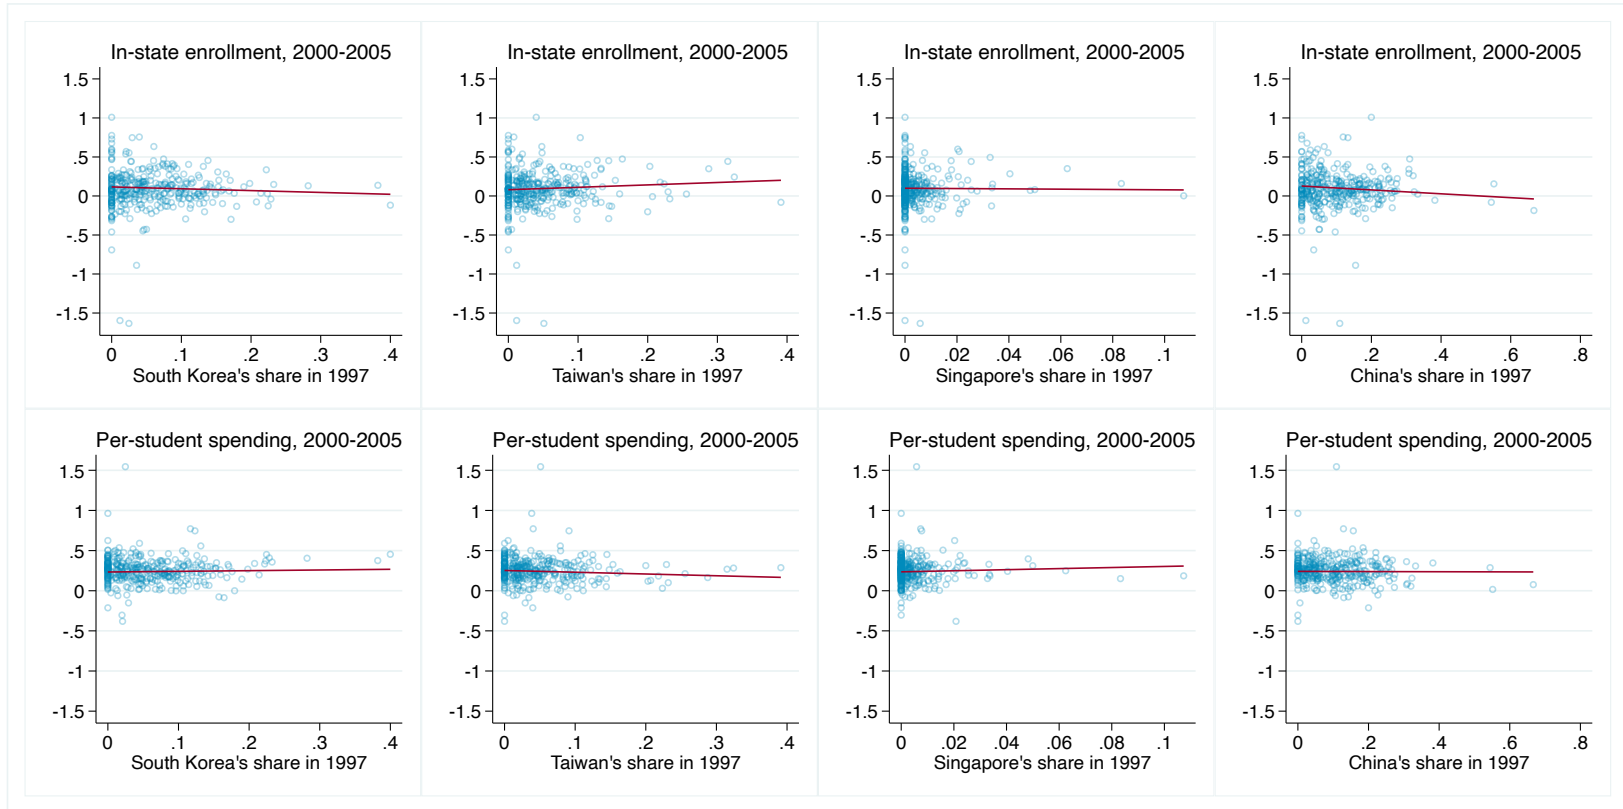 In-state enrollment, 2000-2005
1.5
1
.5
0
-.5
-1
-1.5
0 .1 .2 .3 .4
South Korea's share in 1997
In-state enrollment, 2000-2005
1.5
1
.5
0
-.5
-1
-1.5
0 .1 .2 .3 .4
Taiwan's share in 1997
In-state enrollment, 2000-2005
1.5
1
.5
0
-.5
-1
-1.5
0 .02 .04 .06 .08 .1
Singapore's share in 1997
In-state enrollment, 2000-2005
1.5
1
.5
0
-.5
-1
-1.5
0 .2 .4 .6 .8
China's share in 1997
Per-student spending, 2000-2005
1.5
1
.5
0
-.5
-1
-1.5
0 .1 .2 .3 .4
South Korea's share in 1997
Per-student spending, 2000-2005
1.5
1
.5
0
-.5
-1
-1.5
0 .1 .2 .3 .4
Taiwan's share in 1997
Per-student spending, 2000-2005
1.5
1
.5
0
-.5
-1
-1.5
0 .02 .04 .06 .08 .1
Singapore's share in 1997
Per-student spending, 2000-2005
1.5
1
.5
0
-.5
-1
-1.5
0 .2 .4 .6 .8
China's share in 1997